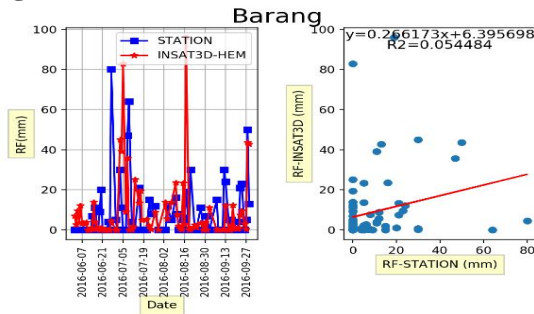 Barang
STATION
INSAT3D-HEM
RF(mm)
100
80
60
40
20
0
2016-06-07
2016-06-21
2016-07-05
2016-07-19
2016-08-02
2016-08-16
2016-08-30
2016-09-13
2016-09-27
Date
y=0.266173x+6.395698
R2=0.054484
RF-INSAT3D (mm)
100
80
60
40
20
0
0
20
40
60
80
RF-STATION (mm)